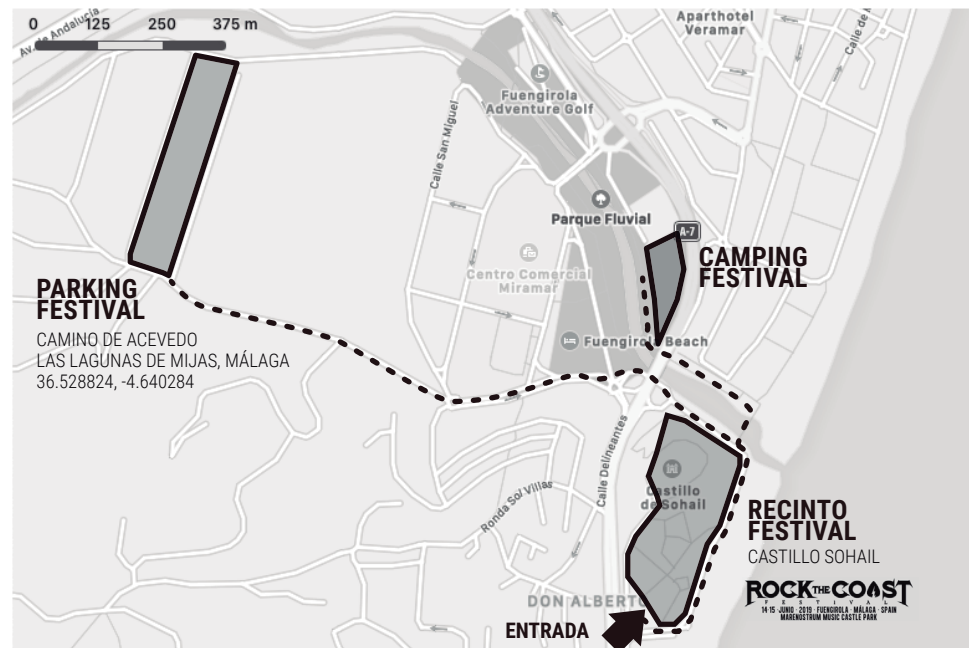 0 125 250 375 m
Av. de Andalucía
Aparthotel
Veramar
Fuengirola
Adventure Golf
Calle San Miguel
Parque Fluvial
A-7
CAMPING
FESTIVAL
Centro Comercial
Miramar
PARKING
FESTIVAL
CAMINO DE ACEVEDO
LAS LAGUNAS DE MIJAS, MÁLAGA
36.528824, -4.640284
Fuengirola Beach
Calle Delineantes
Castillo
de Sohail
Ronda Sol Villas
RECINTO
FESTIVAL
CASTILLO SOHAIL
ROCK THE COAST
FESTIVAL
14·15 · JUNIO · 2019 · FUENGIROLA · MÁLAGA · SPAIN
MARENOSTRUM MUSIC CASTLE PARK
DON ALBERTO
ENTRADA